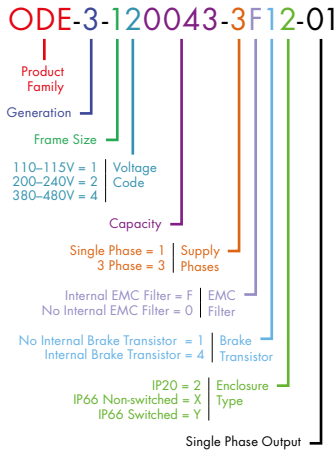 ODE-3-120043-3F12-01
Product
Family
Generation
Frame Size
110–115V = 1
200–240V = 2
380–480V = 4
Voltage
Code
Capacity
Single Phase = 1
3 Phase = 3
Supply
Phases
Internal EMC Filter = F
No Internal EMC Filter = 0
EMC
Filter
No Internal Brake Transistor = 1
Internal Brake Transistor = 4
Brake
Transistor
IP20 = 2
IP66 Non-switched = X
IP66 Switched = Y
Enclosure
Type
Single Phase Output